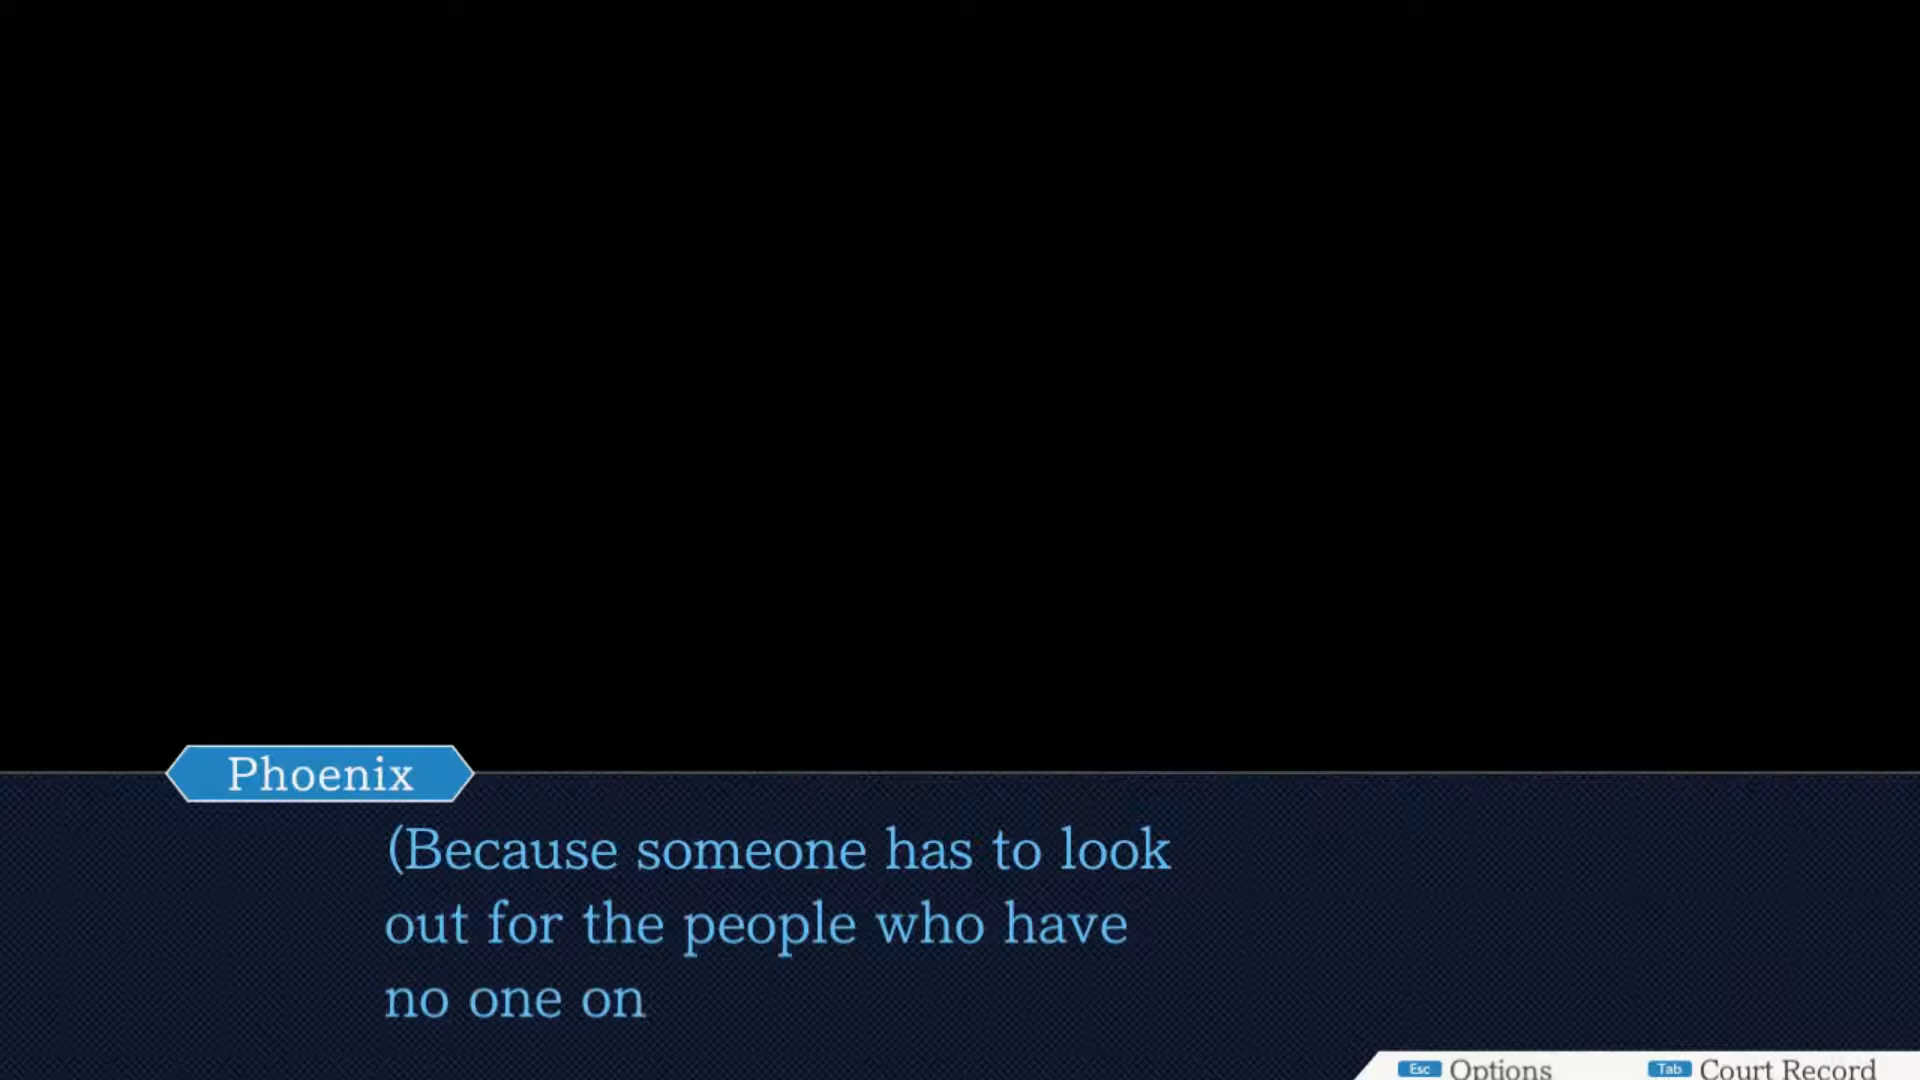 Phoenix
(Because someone has to look
out for the people who have
no one on
Esc Options Tab Court Record